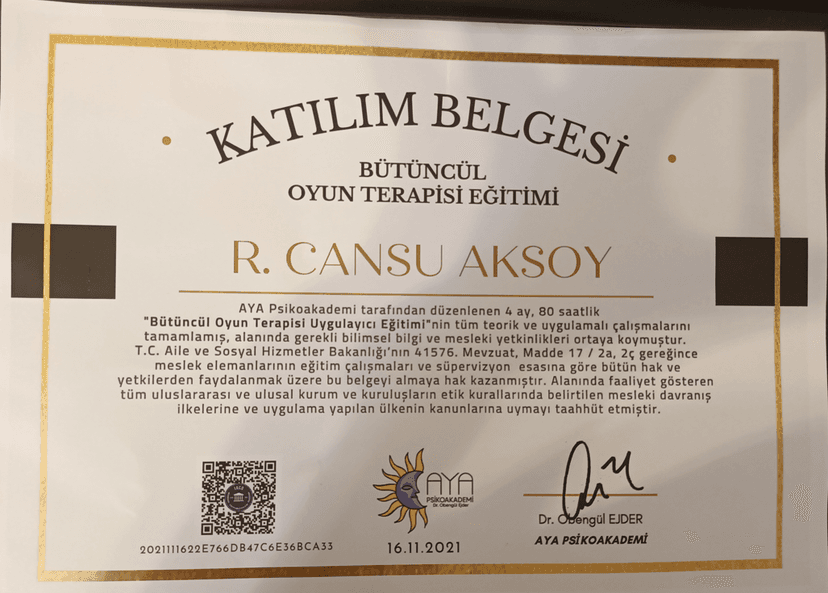 KATILIM BELGESİ
BÜTÜNCÜL
OYUN TERAPİSİ EĞİTİMİ
R. CANSU AKSOY
AYA Psikoakademi tarafından düzenlenen 4 ay, 80 saatlik
"Bütüncül Oyun Terapisi Uygulayıcı Eğitimi"nin tüm teorik ve uygulamalı çalışmalarını
tamamlamış, alanında gerekli bilimsel bilgi ve mesleki yetkinlikleri ortaya koymuştur.
T.C. Aile ve Sosyal Hizmetler Bakanlığı'nın 41576. Mevzuat, Madde 17 / 2a, 2ç gereğince
meslek elemanlarının eğitim çalışmaları ve süpervizyon esasına göre bütün hak ve
yetkilerden faydalanmak üzere bu belgeyi almaya hak kazanmıştır. Alanında faaliyet gösteren
tüm uluslararası ve ulusal kurum ve kuruluşların etik kurallarında belirtilen mesleki davranış
ilkelerine ve uygulama yapılan ülkenin kanunlarına uymayı taahhüt etmiştir.
AYA
PSİKOAKADEMİ
Dr. Obengül Ejder
2021111622E766DB47C6E36BCA33
16.11.2021
Dr. Obengül EJDER
AYA PSİKOAKADEMİ